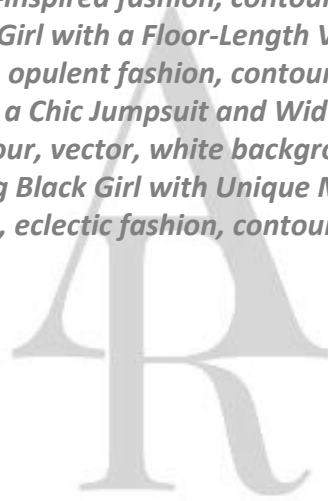 -inspired fashion, contour
Girl with a Floor-Length V
opulent fashion, contour
a Chic Jumpsuit and Wid
our, vector, white backgro
g Black Girl with Unique M
, eclectic fashion, contour
AR